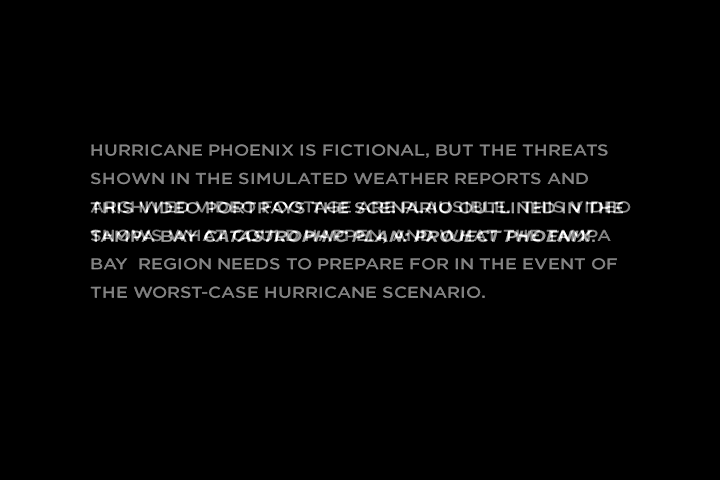 HURRICANE PHOENIX IS FICTIONAL, BUT THE THREATS
SHOWN IN THE SIMULATED WEATHER REPORTS AND
THIS VIDEO PORTRAYS THE SCENARIO OUTLINED IN THE
TAMPA BAY CATASTROPHIC PLAN: PROJECT PHOENIX.
BAY REGION NEEDS TO PREPARE FOR IN THE EVENT OF
THE WORST-CASE HURRICANE SCENARIO.